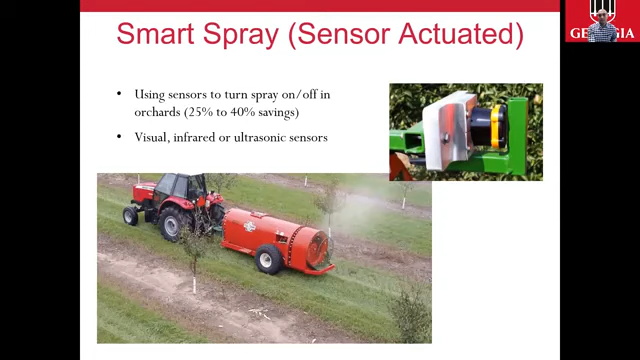 Smart Spray (Sensor Actuated)
• Using sensors to turn spray on/off in
orchards (25% to 40% savings)
• Visual, infrared or ultrasonic sensors